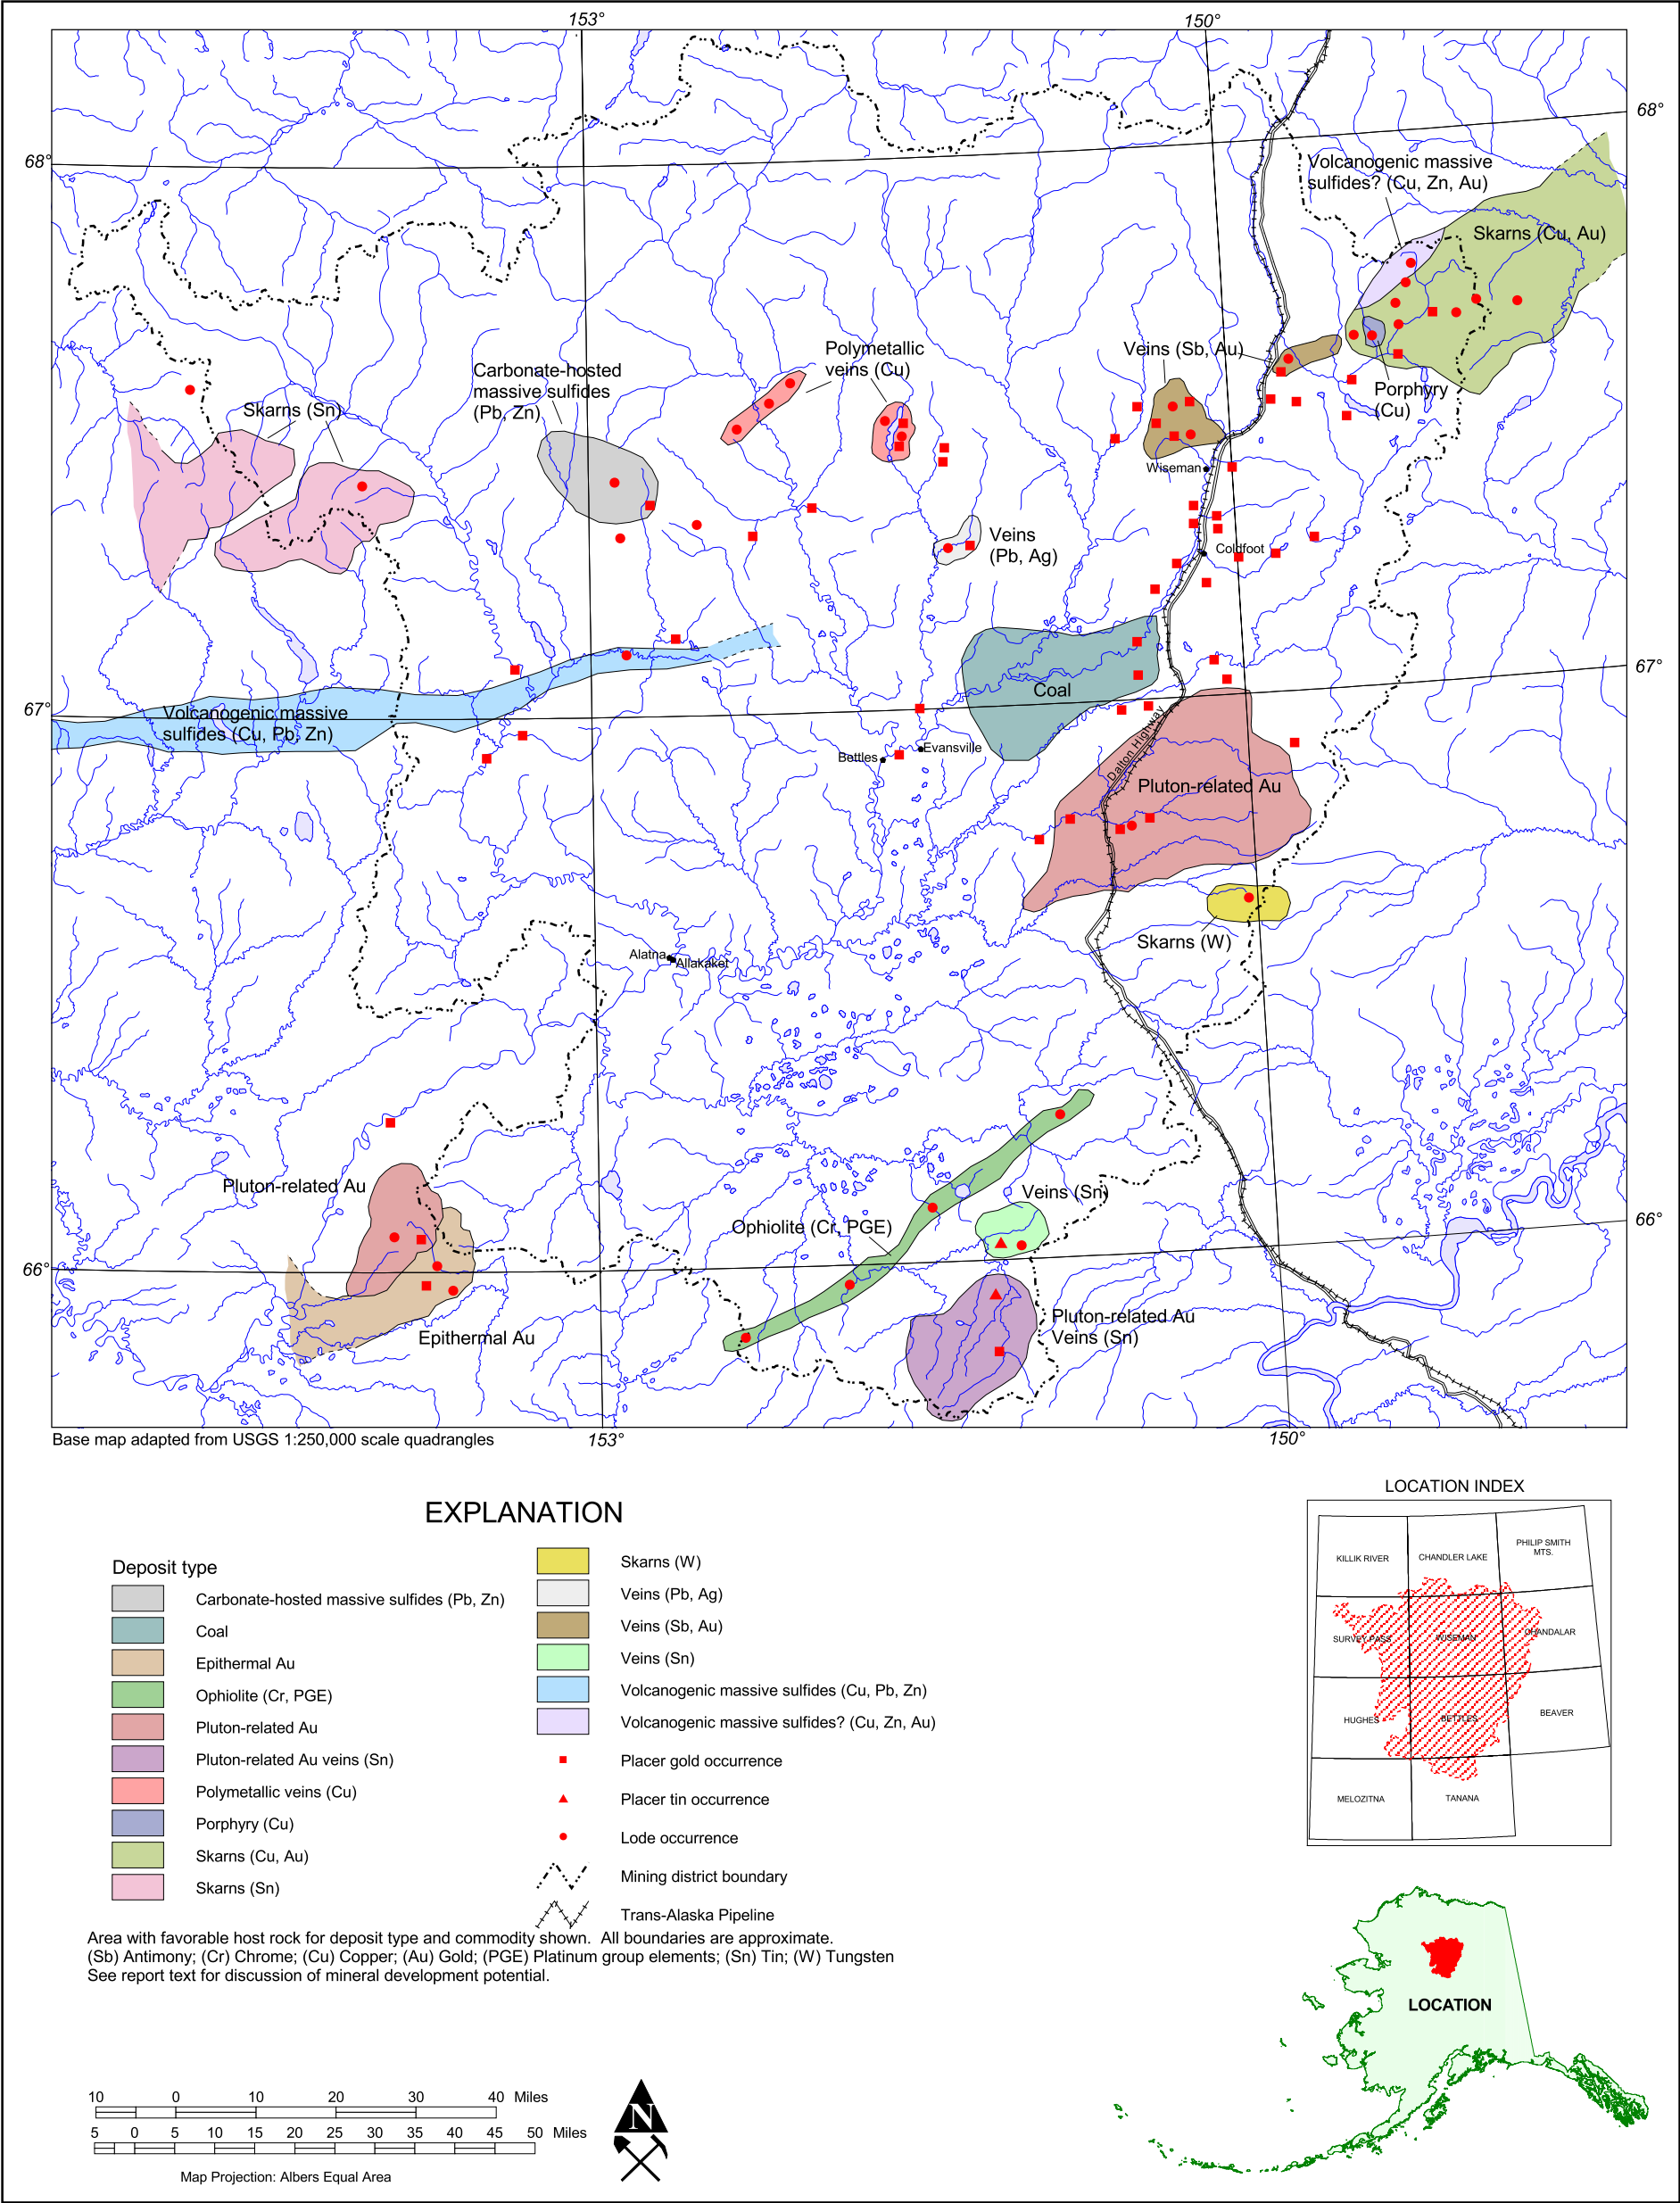 153°
150°
68°
68°
Volcanogenic massive
sulfides? (Cu, Zn, Au)
Skarns (Cu, Au)
Veins (Sb, Au)
Polymetallic
veins (Cu)
Carbonate-hosted
massive sulfides
(Pb, Zn)
Porphyry
(Cu)
Skarns (Sn)
Wiseman
Veins
(Pb, Ag)
Coldfoot
67°
Coal
67°
Volcanogenic massive
sulfides (Cu, Pb, Zn)
Dalton Highway
Evansville
Bettles
Pluton-related Au
Skarns (W)
Alatna
Allakaket
Pluton-related Au
Veins (Sn)
66°
Ophiolite (Cr, PGE)
66°
Pluton-related Au
Veins (Sn)
Epithermal Au
Base map adapted from USGS 1:250,000 scale quadrangles
153°
150°
EXPLANATION
Deposit type
Carbonate-hosted massive sulfides (Pb, Zn)
Coal
Epithermal Au
Ophiolite (Cr, PGE)
Pluton-related Au
Pluton-related Au veins (Sn)
Polymetallic veins (Cu)
Porphyry (Cu)
Skarns (Cu, Au)
Skarns (Sn)
Skarns (W)
Veins (Pb, Ag)
Veins (Sb, Au)
Veins (Sn)
Volcanogenic massive sulfides (Cu, Pb, Zn)
Volcanogenic massive sulfides? (Cu, Zn, Au)
Placer gold occurrence
Placer tin occurrence
Lode occurrence
Mining district boundary
Trans-Alaska Pipeline
Area with favorable host rock for deposit type and commodity shown. All boundaries are approximate.
(Sb) Antimony; (Cr) Chrome; (Cu) Copper; (Au) Gold; (PGE) Platinum group elements; (Sn) Tin; (W) Tungsten
See report text for discussion of mineral development potential.
LOCATION INDEX
KILLIK RIVER
CHANDLER LAKE
PHILIP SMITH
MTS.
SURVEY PASS
WISEMAN
CHANDALAR
HUGHES
BETTLES
BEAVER
MELOZITNA
TANANA
LOCATION
10 0 10 20 30 40 Miles
5 0 5 10 15 20 25 30 35 40 45 50 Miles
N
Map Projection: Albers Equal Area